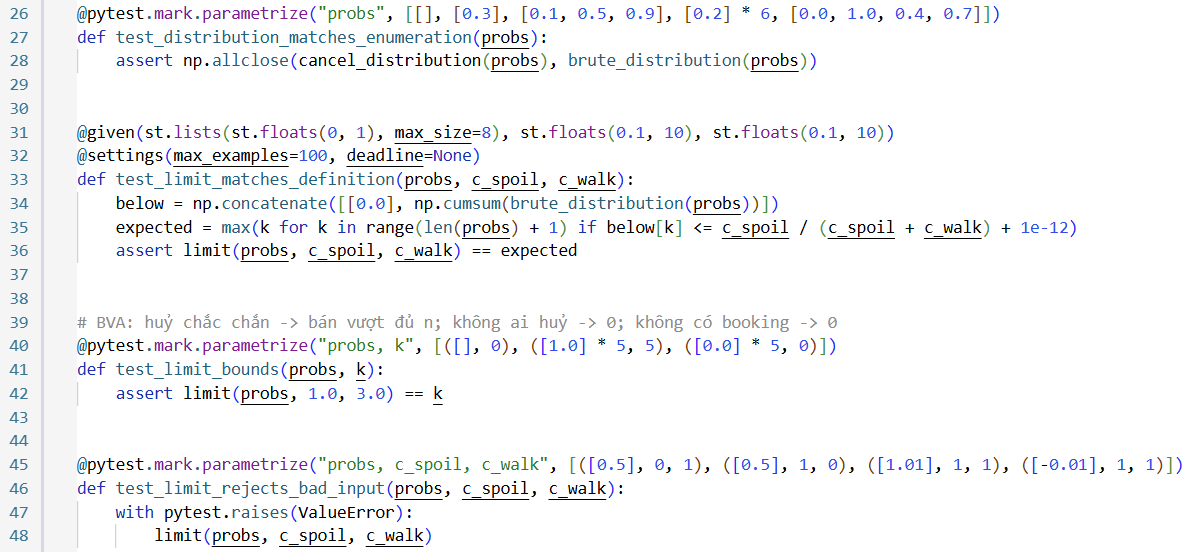 26 @pytest.mark.parametrize("probs", [[], [0.3], [0.1, 0.5, 0.9], [0.2] * 6, [0.0, 1.0, 0.4, 0.7]])
27 def test_distribution_matches_enumeration(probs):
28     assert np.allclose(cancel_distribution(probs), brute_distribution(probs))
29
30
31 @given(st.lists(st.floats(0, 1), max_size=8), st.floats(0.1, 10), st.floats(0.1, 10))
32 @settings(max_examples=100, deadline=None)
33 def test_limit_matches_definition(probs, c_spoil, c_walk):
34     below = np.concatenate([[0.0], np.cumsum(brute_distribution(probs))])
35     expected = max(k for k in range(len(probs) + 1) if below[k] <= c_spoil / (c_spoil + c_walk) + 1e-12)
36     assert limit(probs, c_spoil, c_walk) == expected
37
38
39 # BVA: huỷ chắc chắn -> bán vượt đủ n; không ai huỷ -> 0; không có booking -> 0
40 @pytest.mark.parametrize("probs, k", [([], 0), ([1.0] * 5, 5), ([0.0] * 5, 0)])
41 def test_limit_bounds(probs, k):
42     assert limit(probs, 1.0, 3.0) == k
43
44
45 @pytest.mark.parametrize("probs, c_spoil, c_walk", [([0.5], 0, 1), ([0.5], 1, 0), ([1.01], 1, 1), ([-0.01], 1, 1)])
46 def test_limit_rejects_bad_input(probs, c_spoil, c_walk):
47     with pytest.raises(ValueError):
48         limit(probs, c_spoil, c_walk)